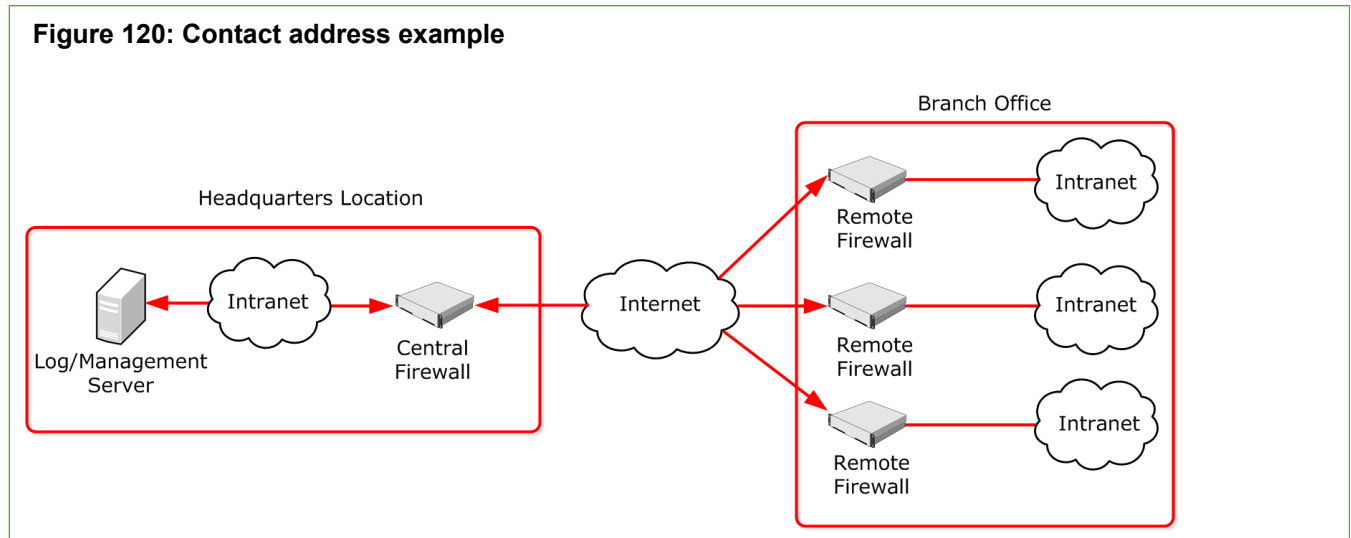 Figure 120: Contact address example
Branch Office
Headquarters Location
Intranet
Remote
Firewall
Log/Management
Server
Intranet
Central
Firewall
Internet
Remote
Firewall
Intranet
Remote
Firewall
Intranet